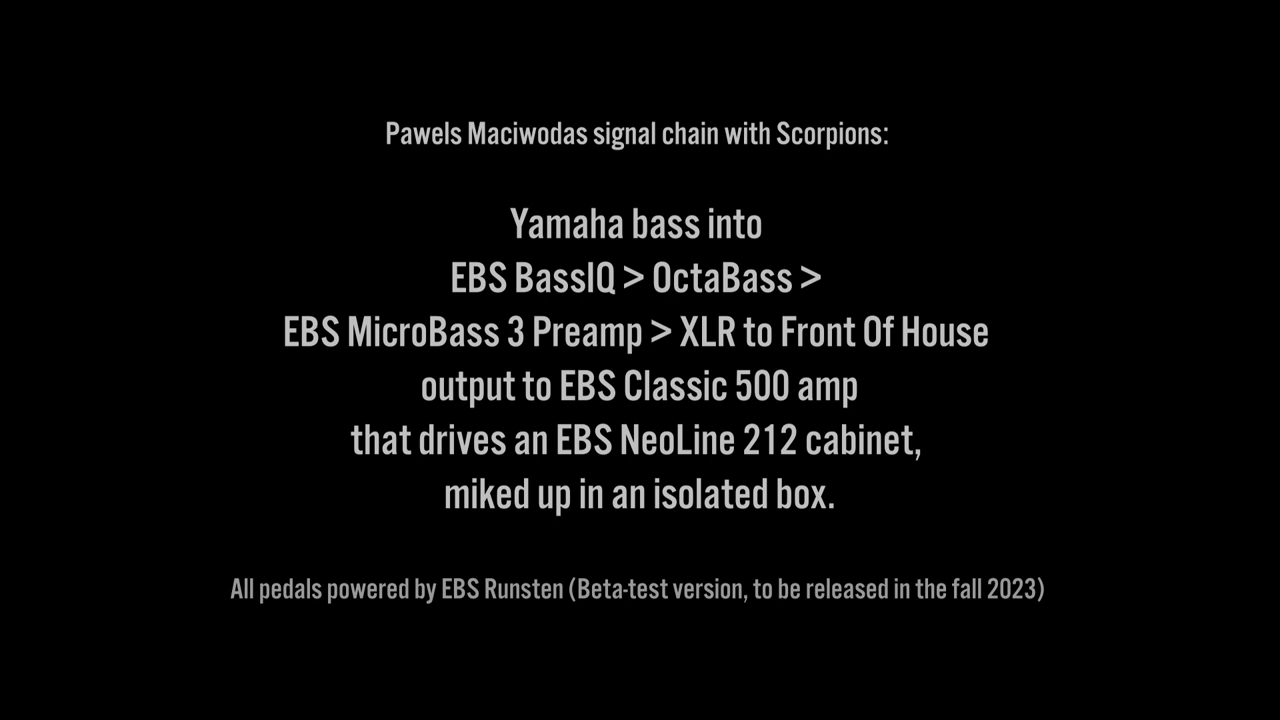 Pawels Maciwodas signal chain with Scorpions:
Yamaha bass into
EBS BassIQ > OctaBass >
EBS MicroBass 3 Preamp > XLR to Front Of House
output to EBS Classic 500 amp
that drives an EBS NeoLine 212 cabinet,
miked up in an isolated box.
All pedals powered by EBS Runsten (Beta-test version, to be released in the fall 2023)